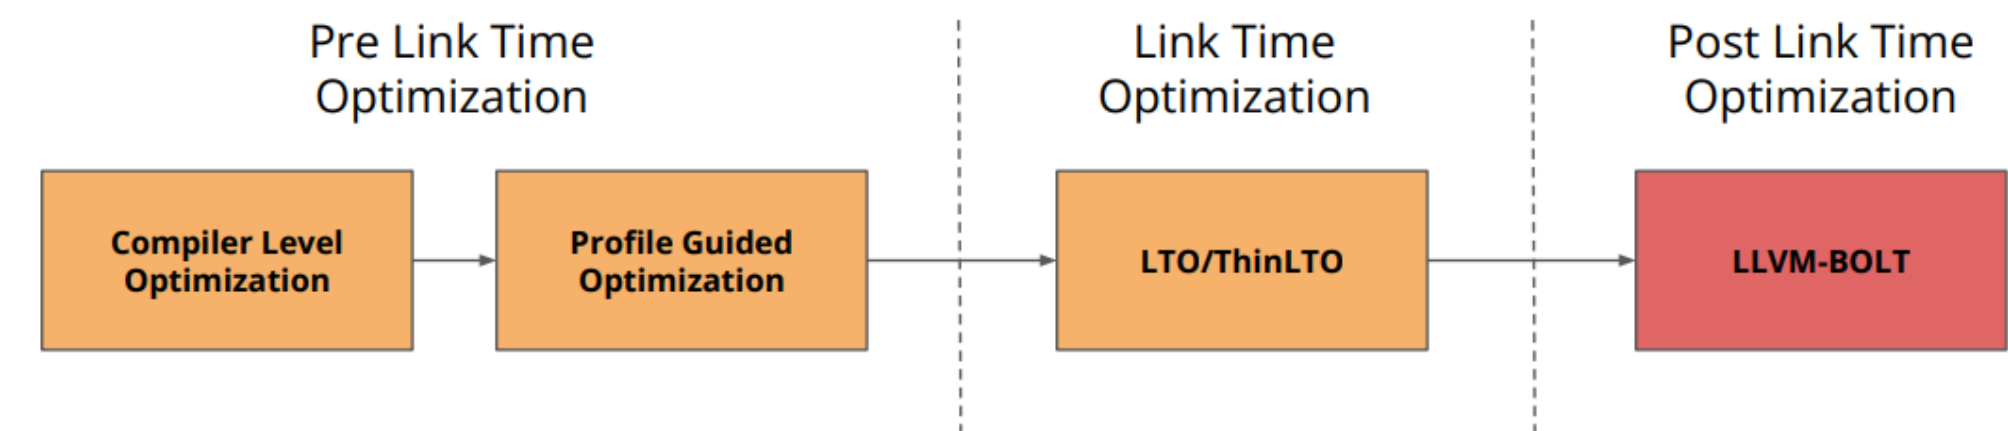 Pre Link Time
Optimization
Link Time
Optimization
Post Link Time
Optimization
Compiler Level
Optimization
Profile Guided
Optimization
LTO/ThinLTO
LLVM-BOLT